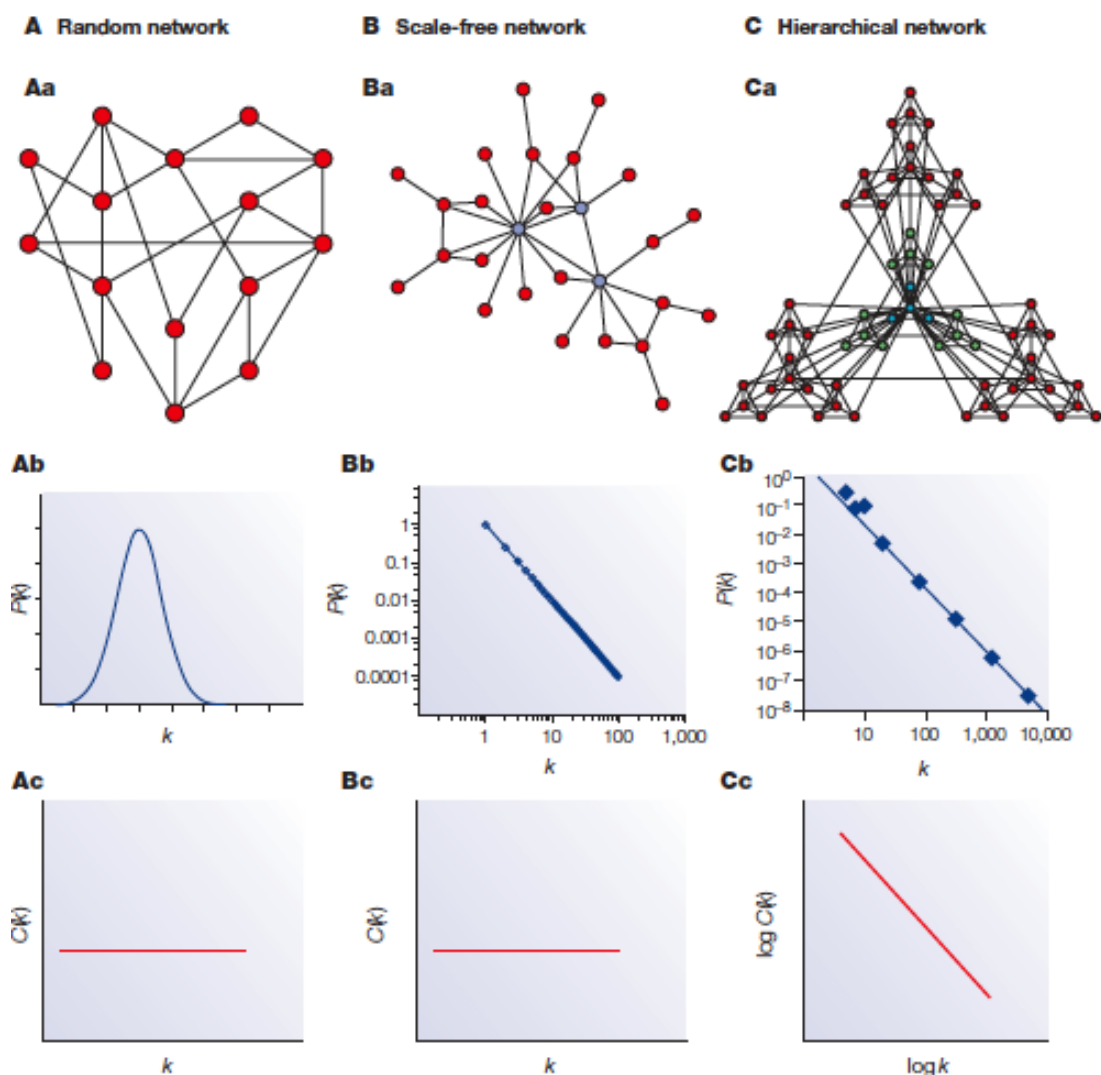 A Random network
B Scale-free network
C Hierarchical network
Aa
Ba
Ca
Ab
P(k)
k
Bb
1
0.1
0.01
0.001
0.0001
P(k)
1 10 100 1,000
k
Cb
10⁰
10⁻¹
10⁻²
10⁻³
10⁻⁴
10⁻⁵
10⁻⁶
10⁻⁷
10⁻⁸
P(k)
10 100 1,000 10,000
k
Ac
C(k)
k
Bc
C(k)
k
Cc
log C(k)
log k